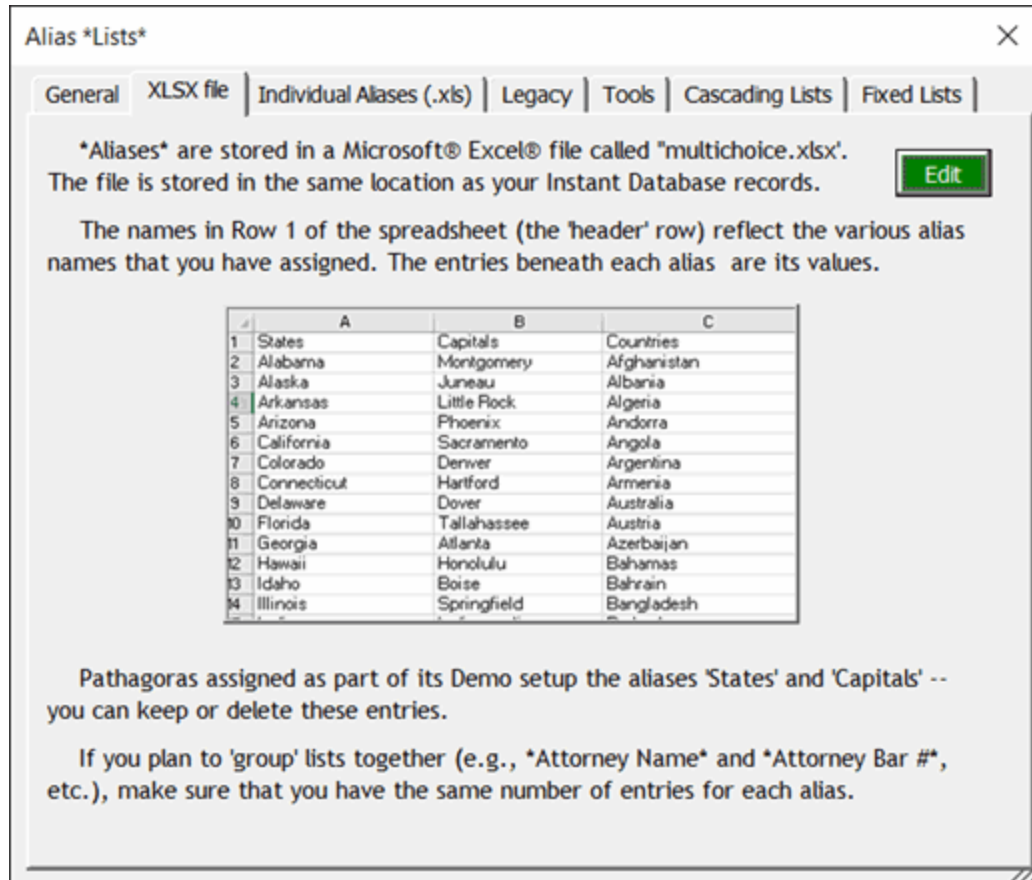 Alias *Lists*
General XLSX file Individual Aliases (.xls) Legacy Tools Cascading Lists Fixed Lists
*Aliases* are stored in a Microsoft® Excel® file called "multichoice.xlsx'.
The file is stored in the same location as your Instant Database records.
Edit
The names in Row 1 of the spreadsheet (the 'header' row) reflect the various alias
names that you have assigned. The entries beneath each alias are its values.
A B C
1 States Capitals Countries
2 Alabama Montgomery Afghanistan
3 Alaska Juneau Albania
4 Arkansas Little Rock Algeria
5 Arizona Phoenix Andorra
6 California Sacramento Angola
7 Colorado Denver Argentina
8 Connecticut Hartford Armenia
9 Delaware Dover Australia
10 Florida Tallahassee Austria
11 Georgia Atlanta Azerbaijan
12 Hawaii Honolulu Bahamas
13 Idaho Boise Bahrain
14 Illinois Springfield Bangladesh
Pathagoras assigned as part of its Demo setup the aliases 'States' and 'Capitals' --
you can keep or delete these entries.
If you plan to 'group' lists together (e.g., *Attorney Name* and *Attorney Bar #*,
etc.), make sure that you have the same number of entries for each alias.